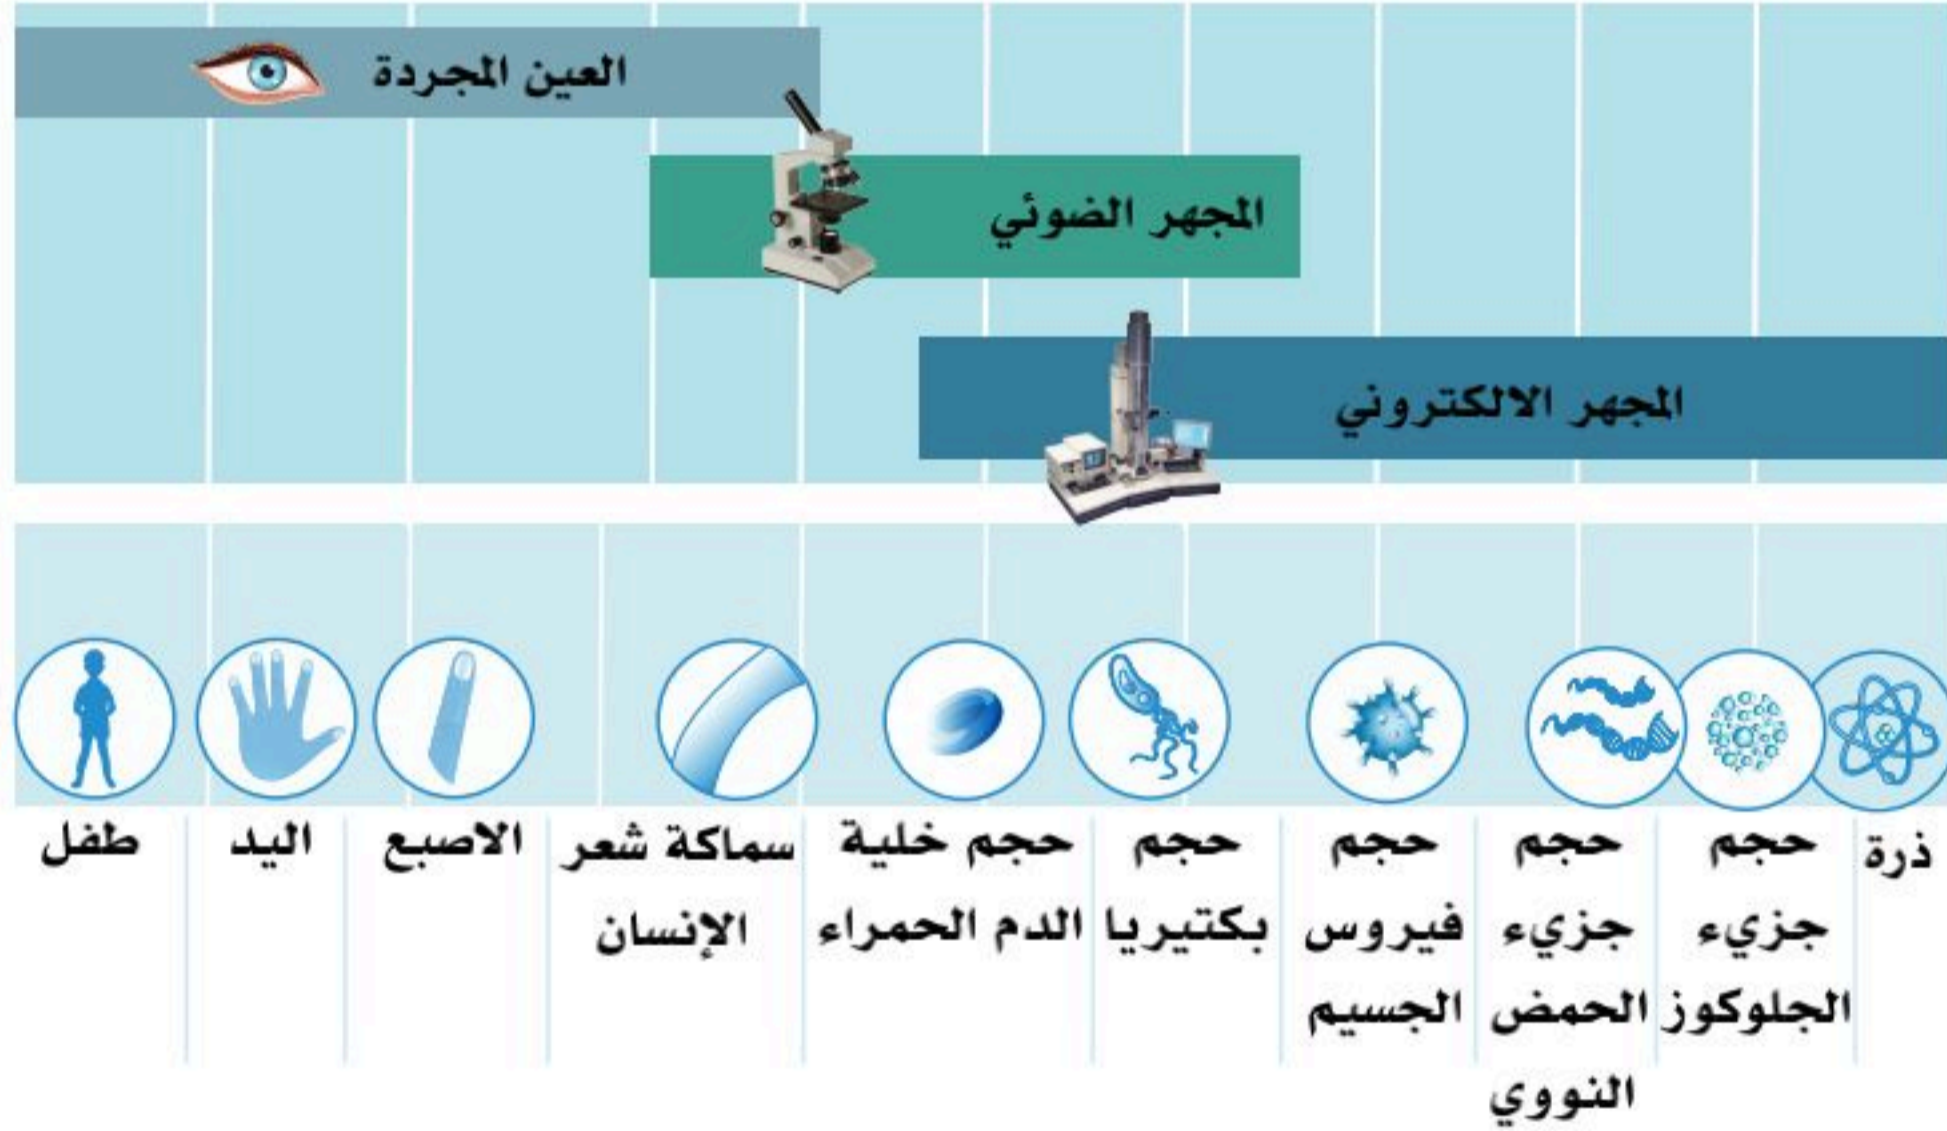 العين المجردة
المجهر الضوئي
المجهر الالكتروني
طفل
اليد
الاصبع
سماكة شعر
الإنسان
حجم خلية
الدم الحمراء
حجم
بكتيريا
حجم
فيروس
الجسيم
حجم
جزيء
الحمض
النووي
حجم
جزيء
الجلوكوز
ذرة